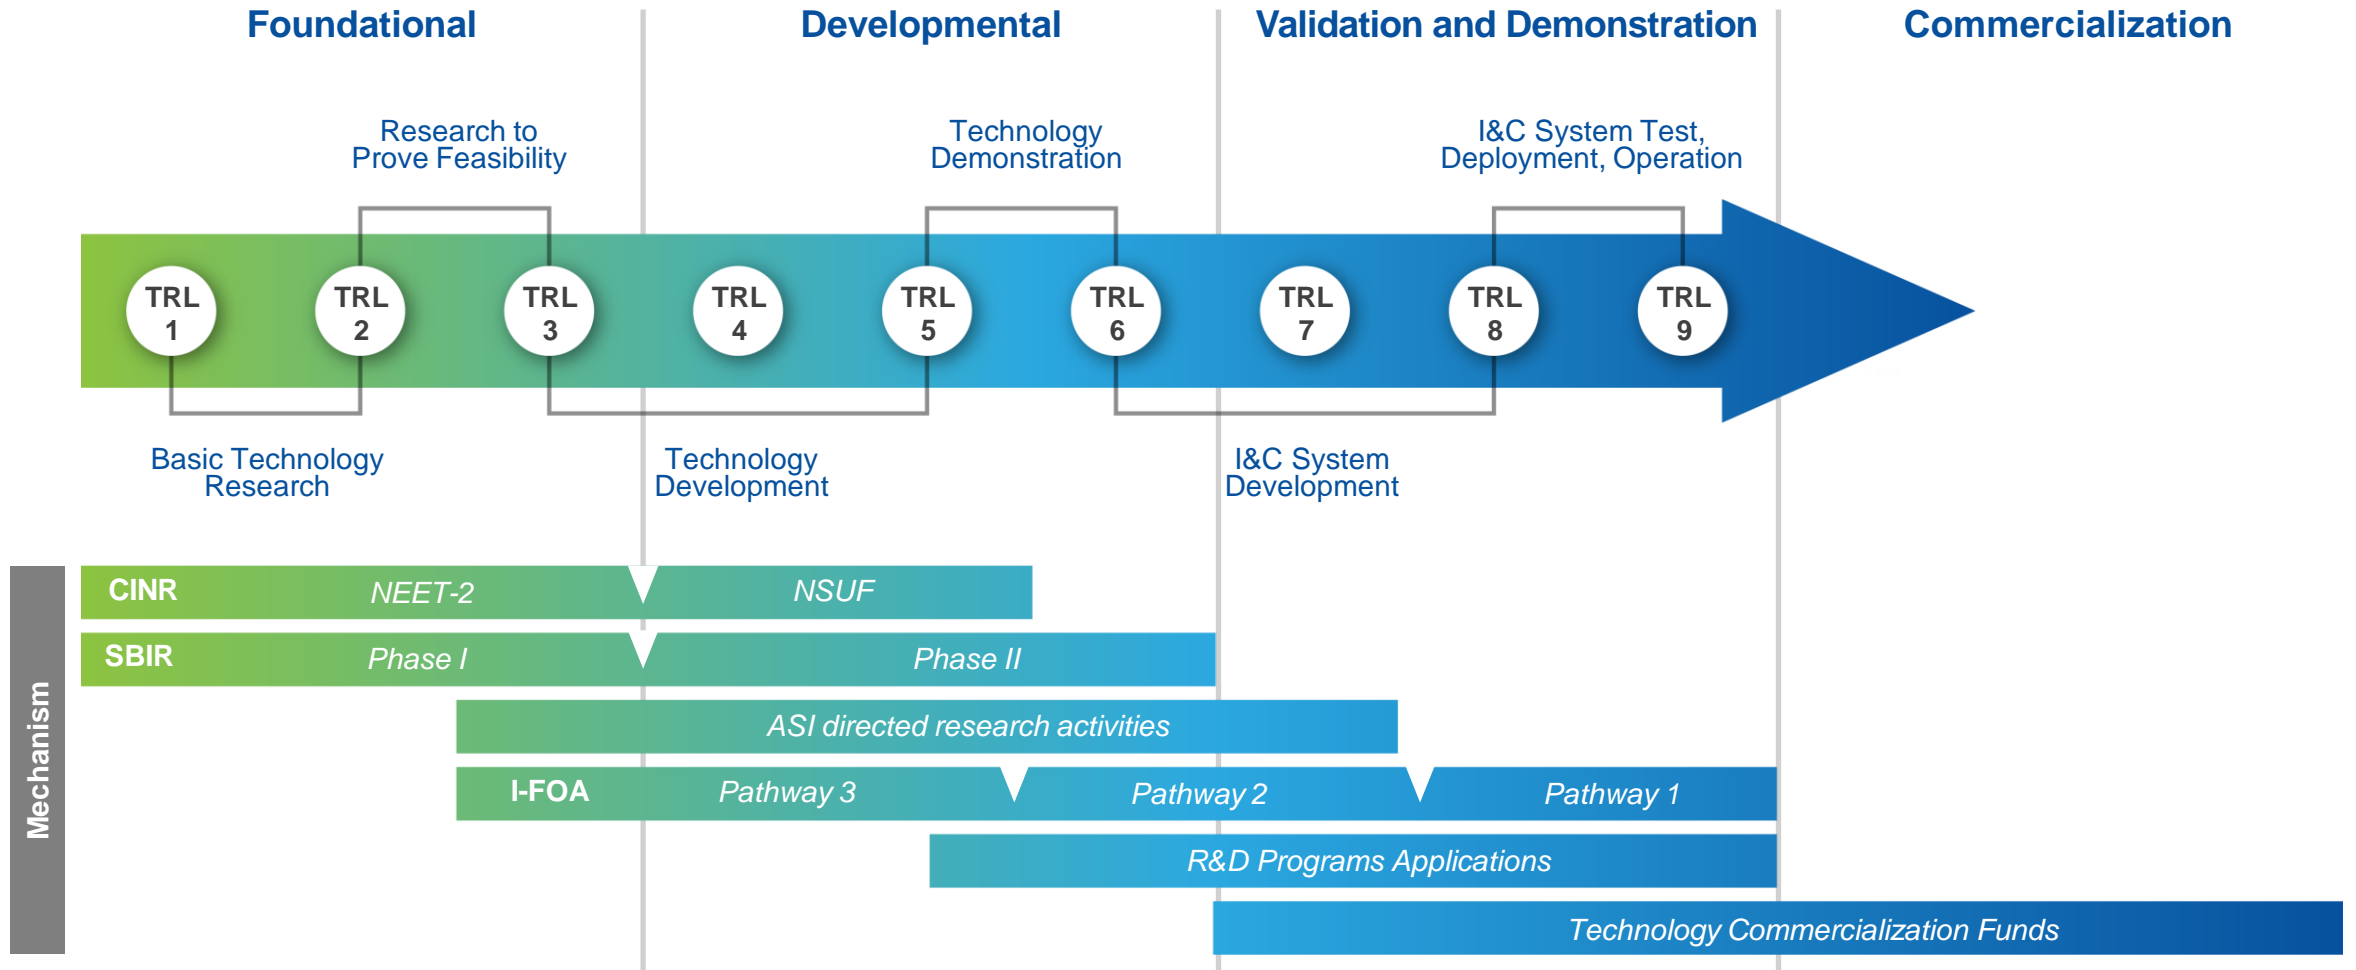 Foundational
Developmental
Validation and Demonstration
Commercialization
Research to
Prove Feasibility
Technology
Demonstration
I&C System Test,
Deployment, Operation
TRL
1
TRL
2
TRL
3
TRL
4
TRL
5
TRL
6
TRL
7
TRL
8
TRL
9
Basic Technology
Research
Technology
Development
I&C System
Development
Mechanism
CINR
NEET-2
NSUF
SBIR
Phase I
Phase II
ASI directed research activities
I-FOA
Pathway 3
Pathway 2
Pathway 1
R&D Programs Applications
Technology Commercialization Funds